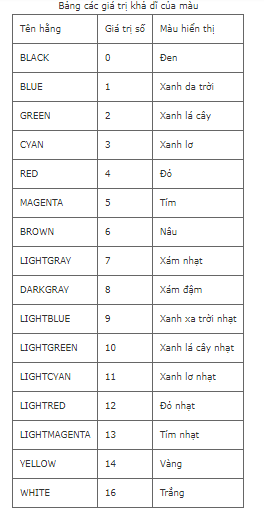 Bảng các giá trị khả dĩ của màu
Tên hằng Giá trị số Màu hiển thị
BLACK 0 Đen
BLUE 1 Xanh da trời
GREEN 2 Xanh lá cây
CYAN 3 Xanh lơ
RED 4 Đỏ
MAGENTA 5 Tím
BROWN 6 Nâu
LIGHTGRAY 7 Xám nhạt
DARKGRAY 8 Xám đậm
LIGHTBLUE 9 Xanh xa trời nhạt
LIGHTGREEN 10 Xanh lá cây nhạt
LIGHTCYAN 11 Xanh lơ nhạt
LIGHTRED 12 Đỏ nhạt
LIGHTMAGENTA 13 Tím nhạt
YELLOW 14 Vàng
WHITE 16 Trắng